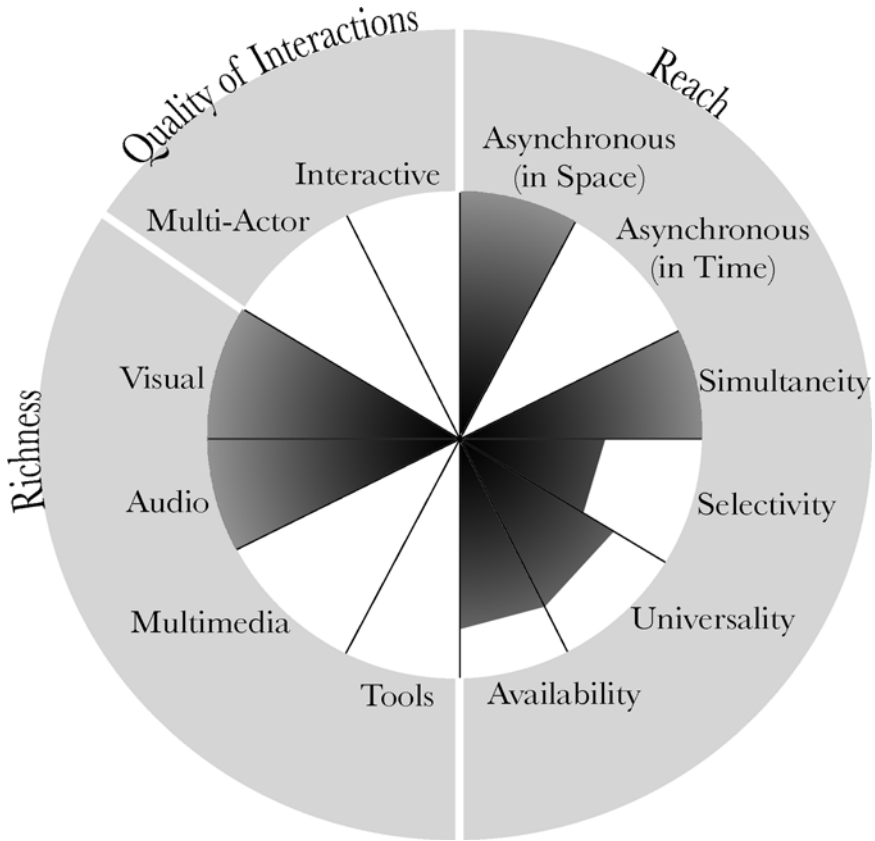 Quality of Interactions
Reach
Asynchronous
(in Space)
Interactive
Multi-Actor
Asynchronous
(in Time)
Visual
Simultaneity
Richness
Audio
Selectivity
Multimedia
Universality
Tools
Availability